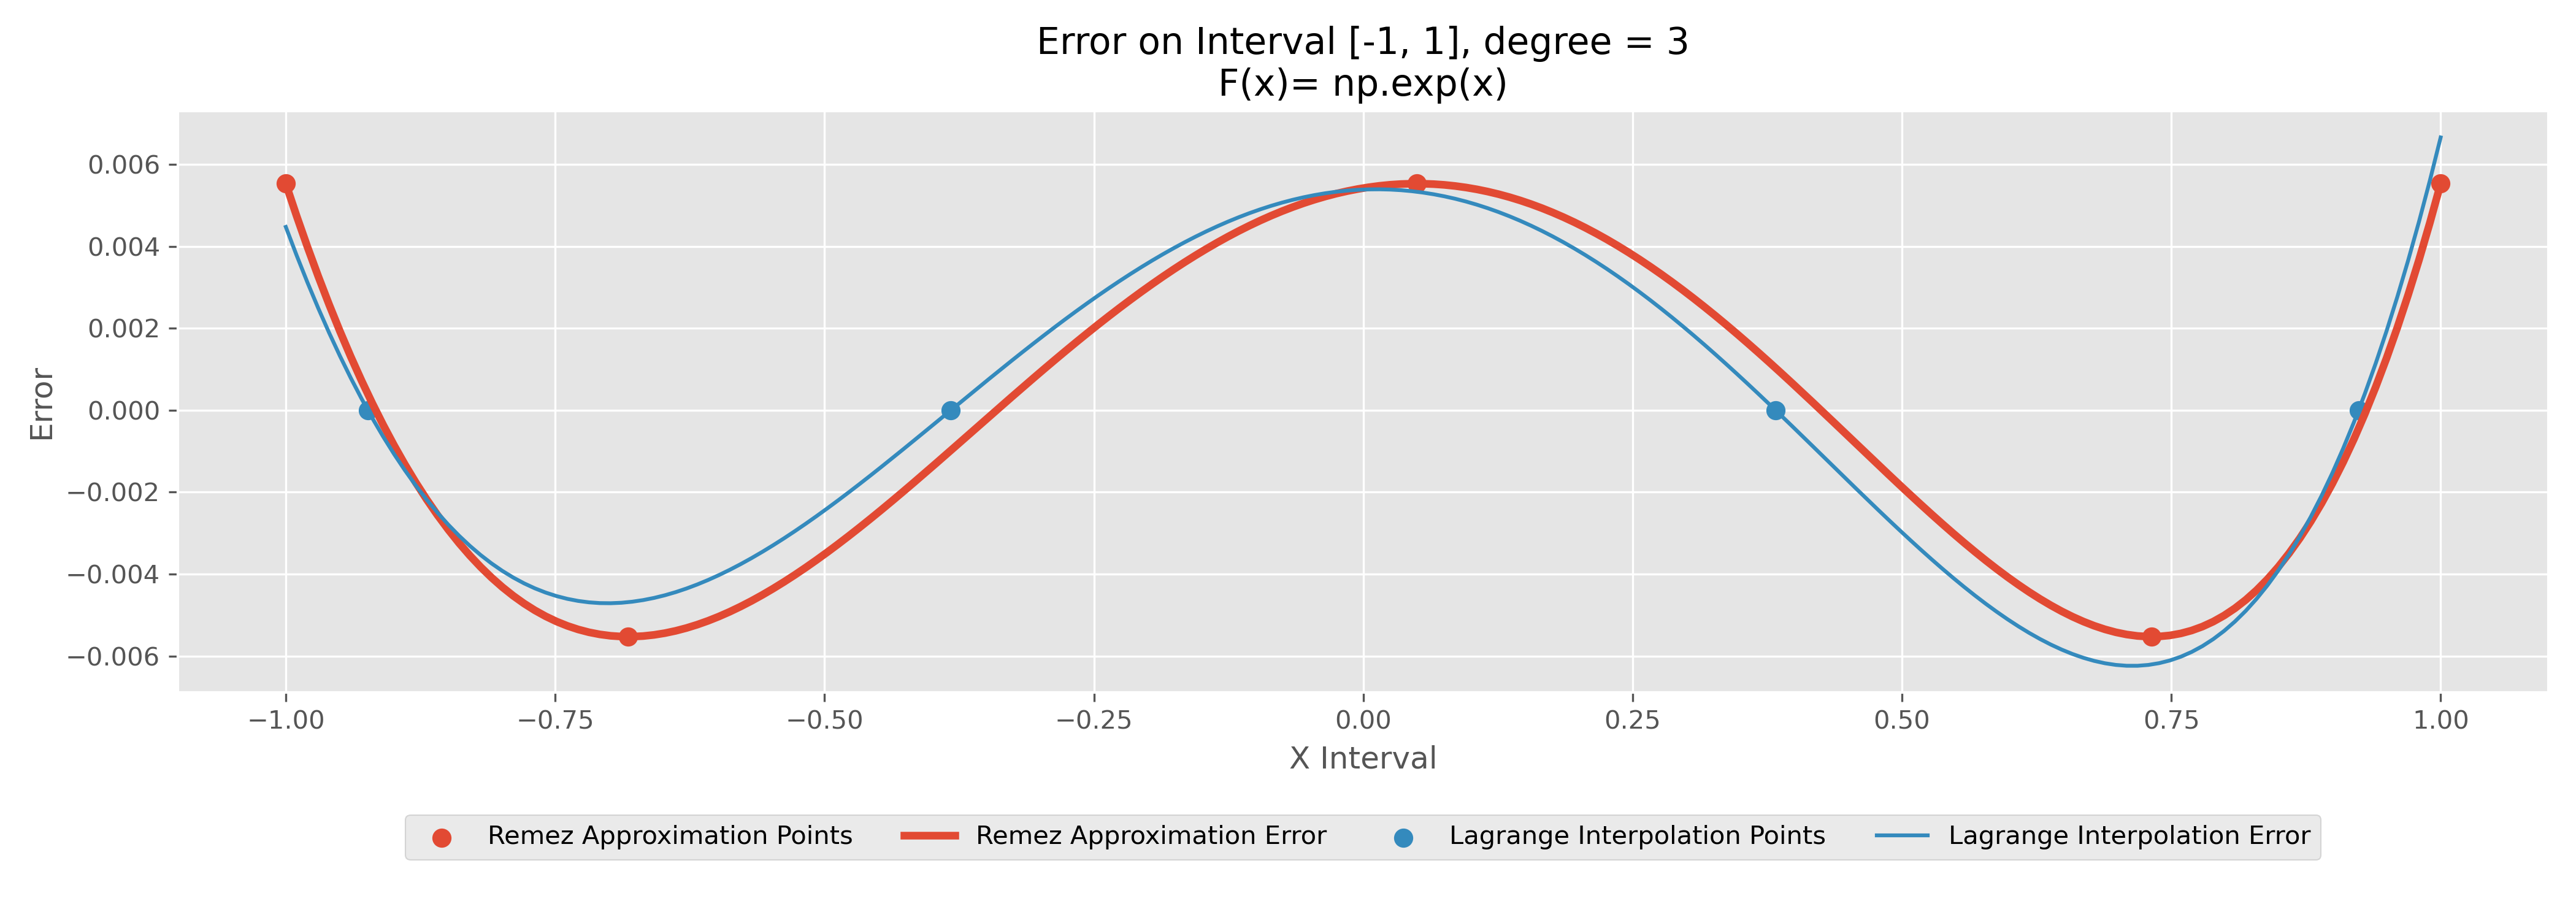 Error on Interval [-1, 1], degree = 3
F(x)= np.exp(x)
Error
0.006
0.004
0.002
0.000
−0.002
−0.004
−0.006
−1.00 −0.75 −0.50 −0.25 0.00 0.25 0.50 0.75 1.00
X Interval
Remez Approximation Points Remez Approximation Error Lagrange Interpolation Points Lagrange Interpolation Error